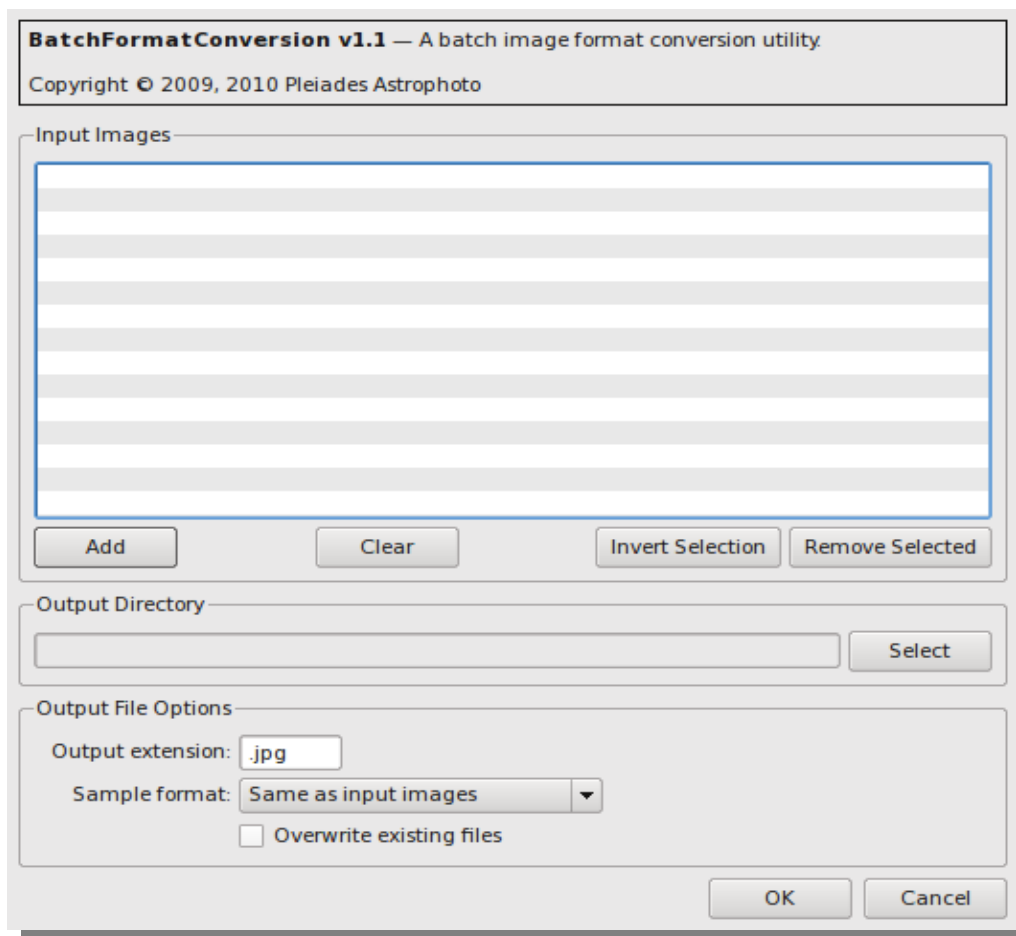 BatchFormatConversion v1.1 — A batch image format conversion utility.
Copyright © 2009, 2010 Pleiades Astrophoto
Input Images
Add
Clear
Invert Selection
Remove Selected
Output Directory
Select
Output File Options
Output extension: .jpg
Sample format: Same as input images
Overwrite existing files
OK
Cancel